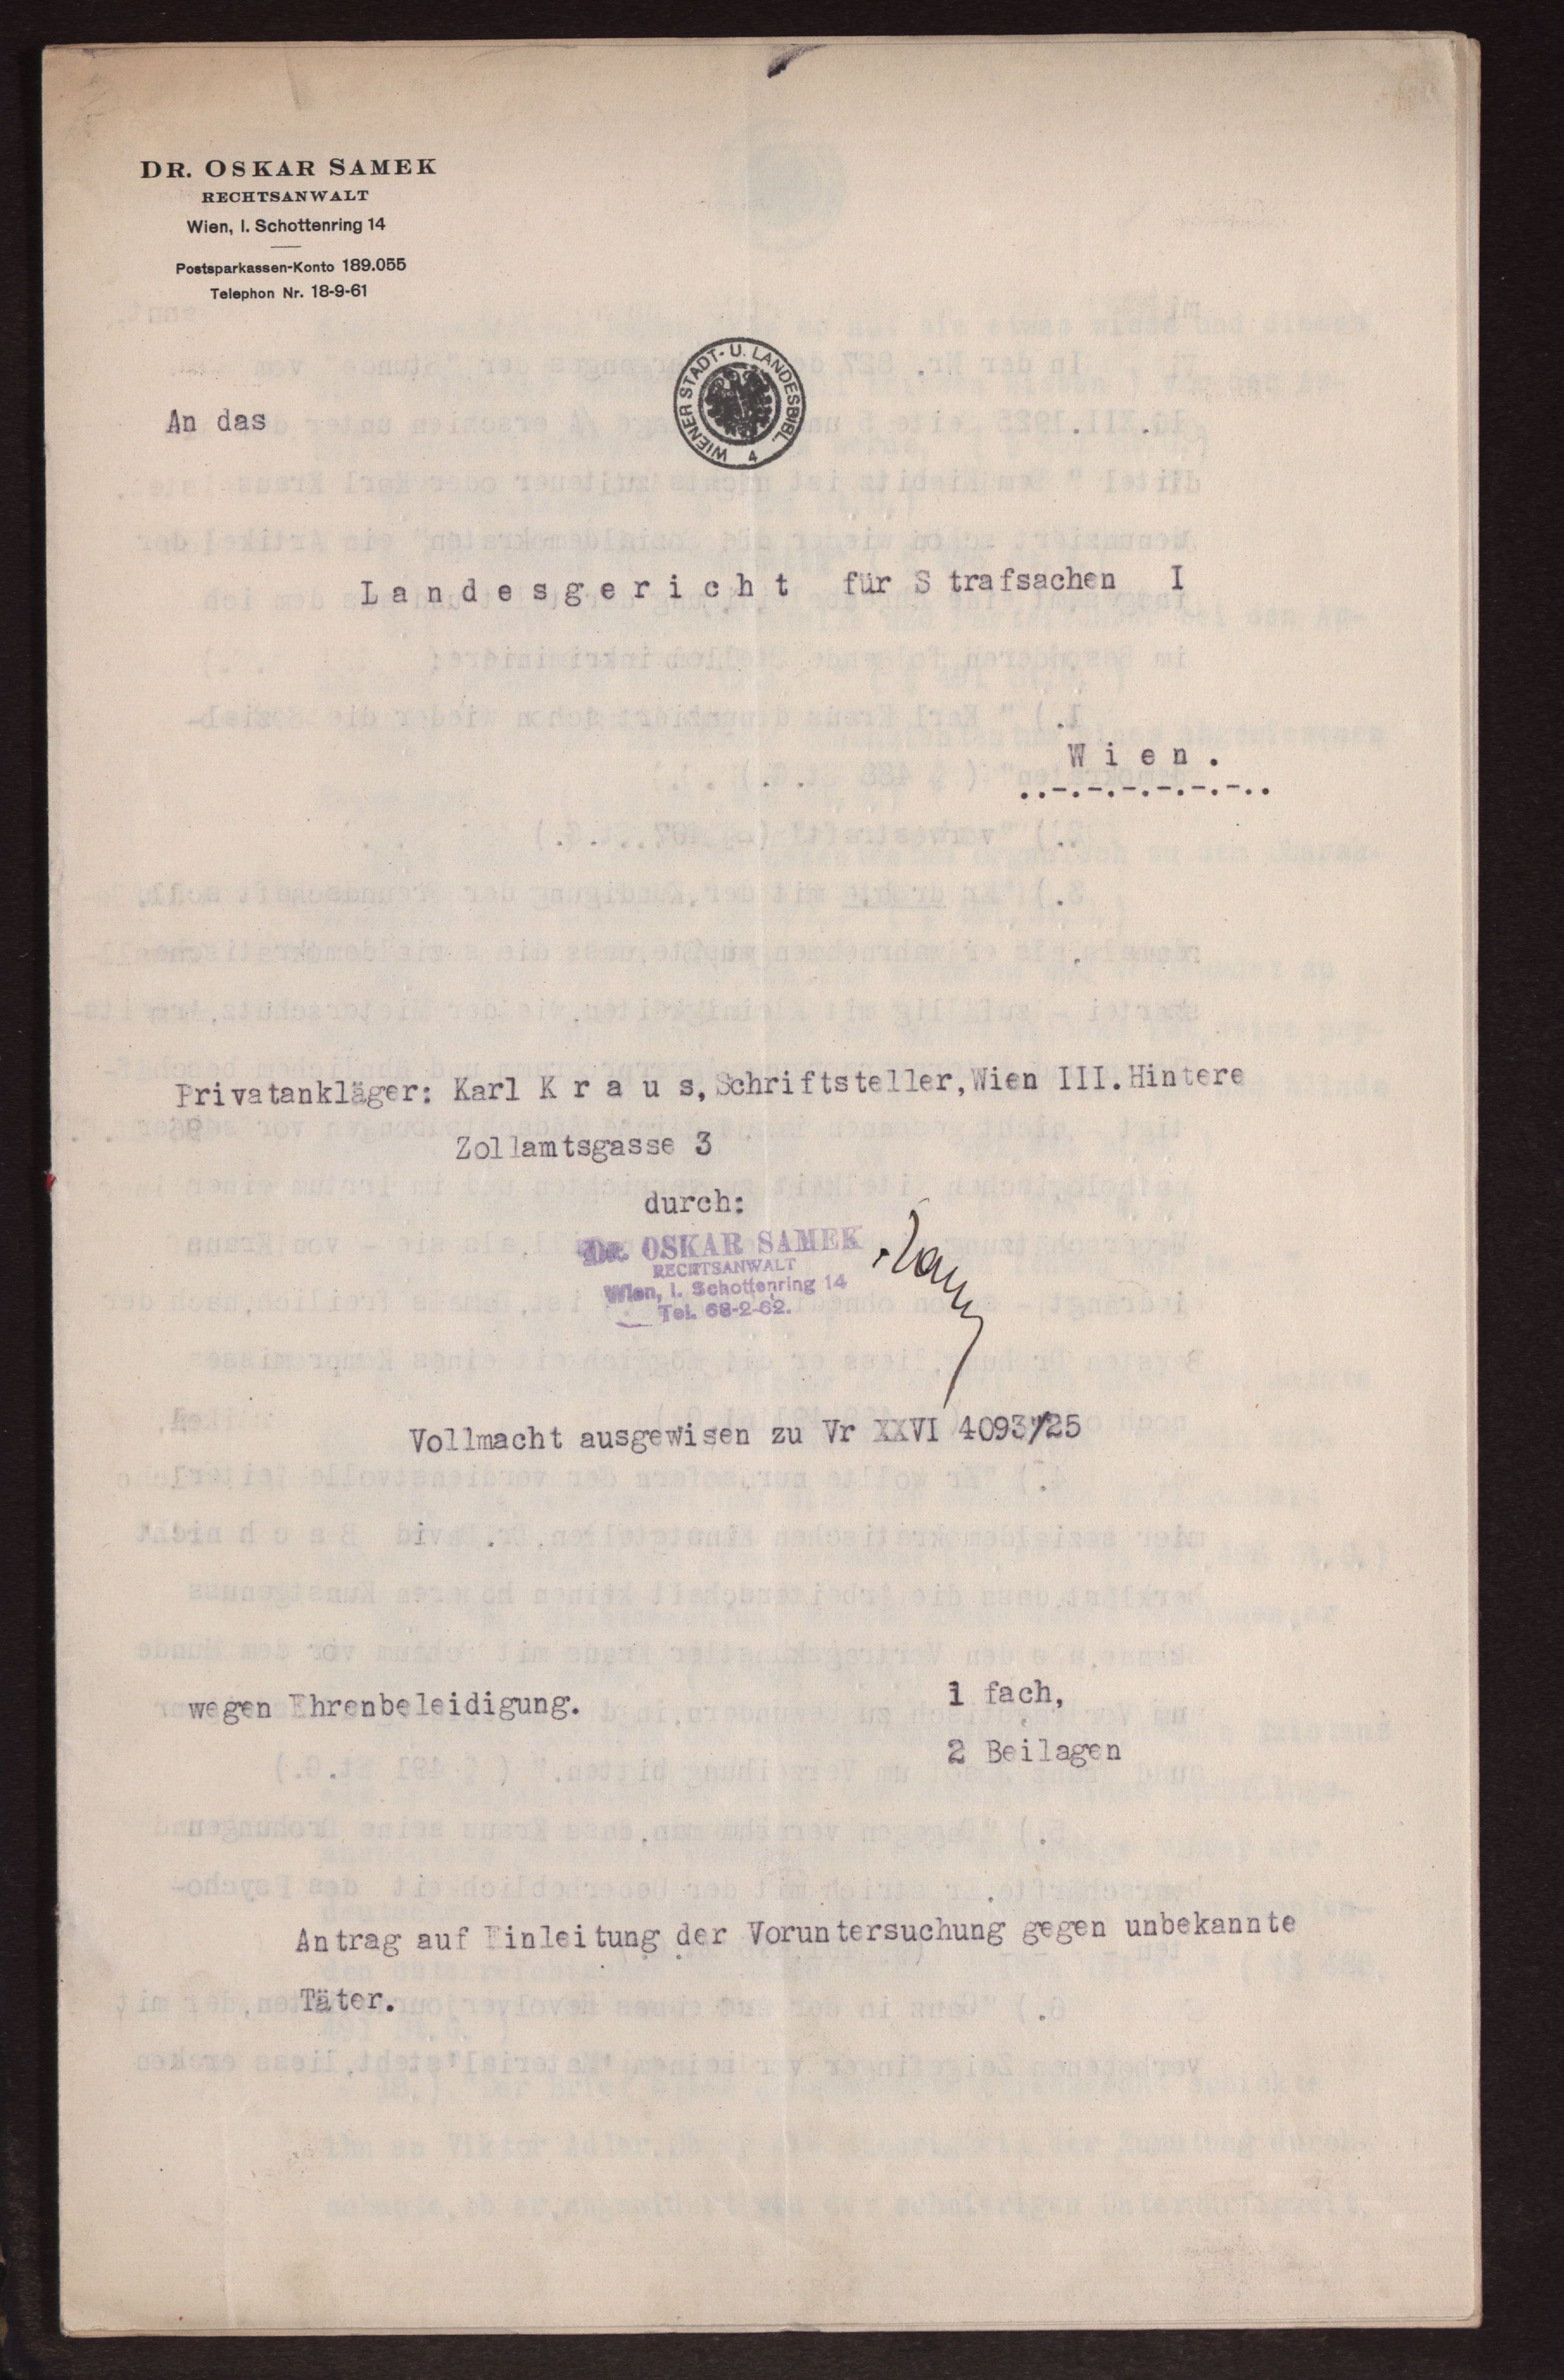 DR. OSKAR SAMEK
RECHTSANWALT
Wien, I. Schottenring 14
Postsparkassen-Konto 189.055
Telephon Nr. 18-9-61
WIENER STADT- U. LANDESBIBL.
4
An das
Landesgericht für Strafsachen I
Wien.
..-.-.-.-.-.-..
Privatankläger: Karl Kraus, Schriftsteller, Wien III. Hintere
Zollamtsgasse 3
durch:
Dr. OSKAR SAMEK
RECHTSANWALT
Wien, I. Schottenring 14
Tel. 68-2-62.
Vollmacht ausgewisen zu Vr XXVI 4093/25
wegen Ehrenbeleidigung.
1 fach,
2 Beilagen
Antrag auf Einleitung der Voruntersuchung gegen unbekannte
Täter.